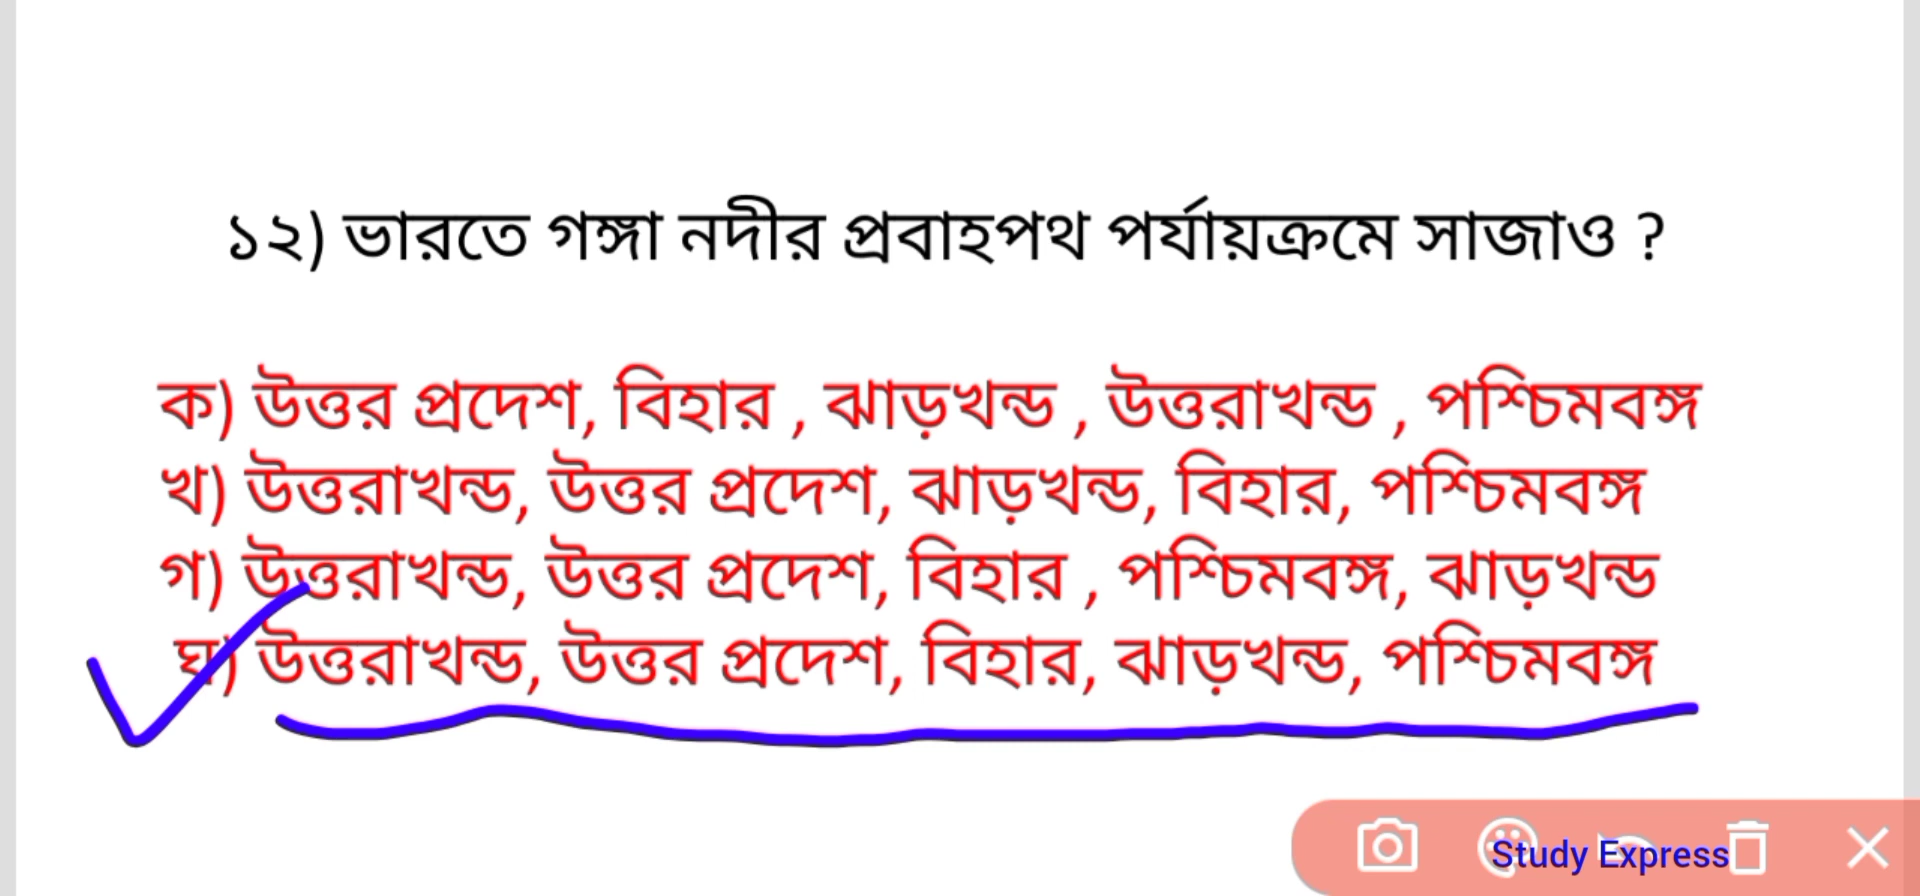 ১২) ভারতে গঙ্গা নদীর প্রবাহপথ পর্যায়ক্রমে সাজাও ?
ক) উত্তর প্রদেশ, বিহার , ঝাড়খন্ড , উত্তরাখন্ড , পশ্চিমবঙ্গ
খ) উত্তরাখন্ড, উত্তর প্রদেশ, ঝাড়খন্ড, বিহার, পশ্চিমবঙ্গ
গ) উত্তরাখন্ড, উত্তর প্রদেশ, বিহার , পশ্চিমবঙ্গ, ঝাড়খন্ড
ঘ) উত্তরাখন্ড, উত্তর প্রদেশ, বিহার, ঝাড়খন্ড, পশ্চিমবঙ্গ
Study Express